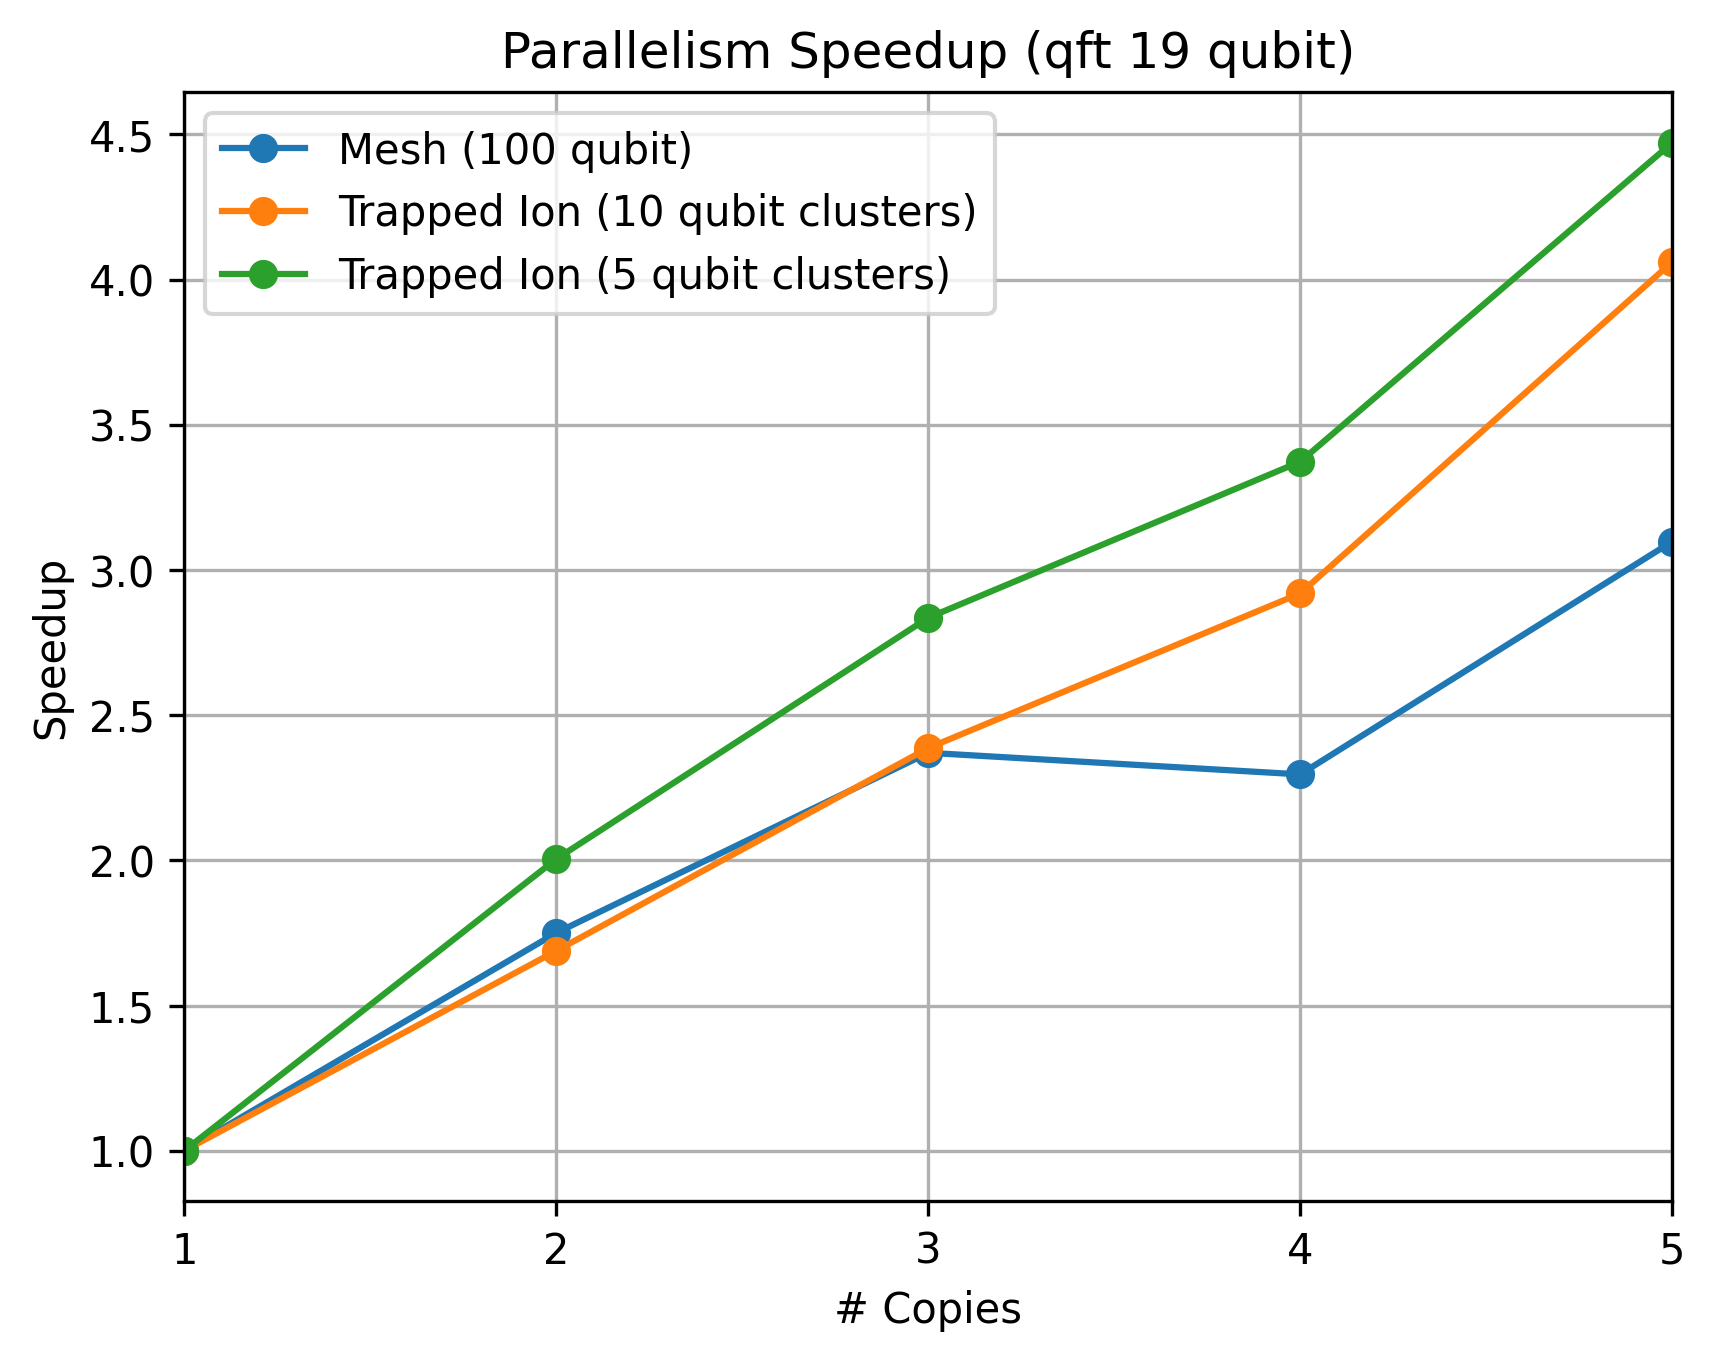 Parallelism Speedup (qft 19 qubit)
Mesh (100 qubit)
Trapped Ion (10 qubit clusters)
Trapped Ion (5 qubit clusters)
4.5
4.0
3.5
3.0
2.5
2.0
1.5
1.0
Speedup
1 2 3 4 5
# Copies